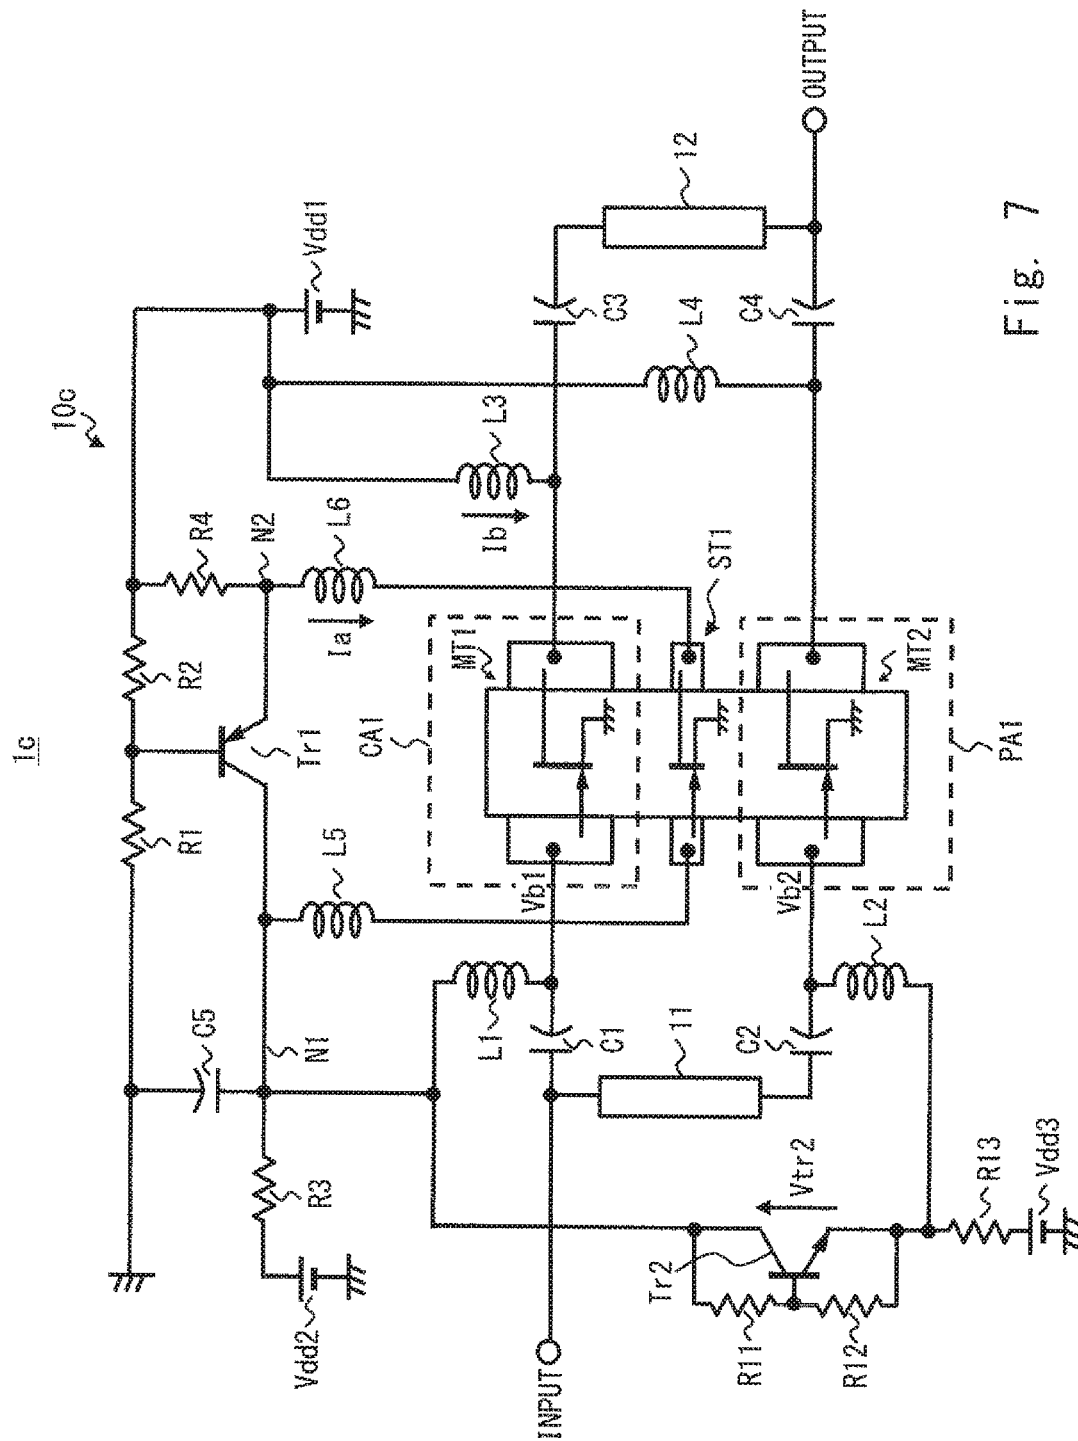 1c
10c
R1
R2
R4
C5
N1
Tr1
N2
Vdd1
R3
Vdd2
L5
L6
Ia
L3
Ib
CA1
MT1
L1
C1
Vb1
C3
12
INPUT
11
ST1
L4
Tr2
Vtr2
C2
Vb2
L2
MT2
PA1
C4
OUTPUT
R11
R12
R13
Vdd3
Fig. 7